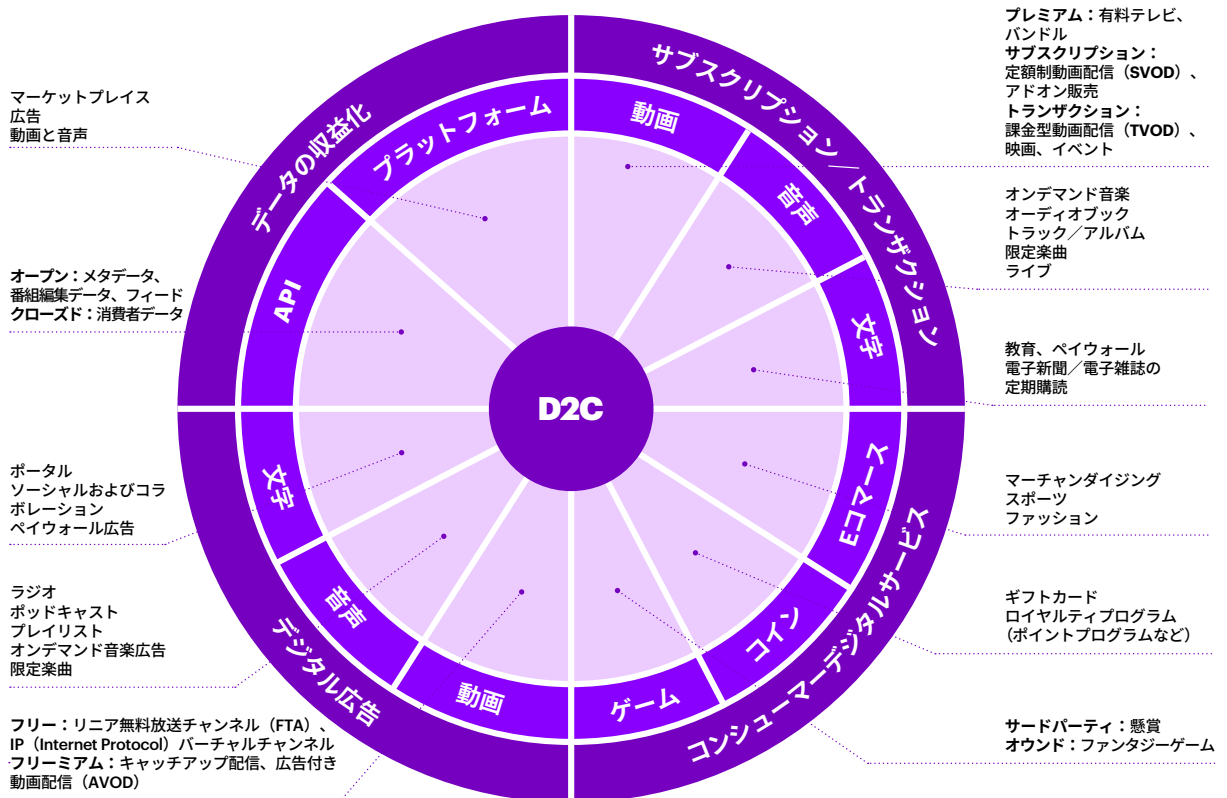 D2C
サブスクリプション／トランザクション
動画
プレミアム：有料テレビ、
バンドル
サブスクリプション：
定額制動画配信（SVOD）、
アドオン販売
トランザクション：
課金型動画配信（TVOD）、
映画、イベント
音声
オンデマンド音楽
オーディオブック
トラック／アルバム
限定楽曲
ライブ
文字
教育、ペイウォール
電子新聞／電子雑誌の
定期購読
コンシューマーデジタルサービス
Eコマース
マーチャンダイジング
スポーツ
ファッション
コイン
ギフトカード
ロイヤルティプログラム
（ポイントプログラムなど）
ゲーム
サードパーティ：懸賞
オウンド：ファンタジーゲーム
デジタル広告
動画
フリー：リニア無料放送チャンネル（FTA）、
IP（Internet Protocol）バーチャルチャンネル
フリーミアム：キャッチアップ配信、広告付き
動画配信（AVOD）
音声
ラジオ
ポッドキャスト
プレイリスト
オンデマンド音楽広告
限定楽曲
文字
ポータル
ソーシャルおよびコラ
ボレーション
ペイウォール広告
データの収益化
API
オープン：メタデータ、
番組編集データ、フィード
クローズド：消費者データ
プラットフォーム
マーケットプレイス
広告
動画と音声